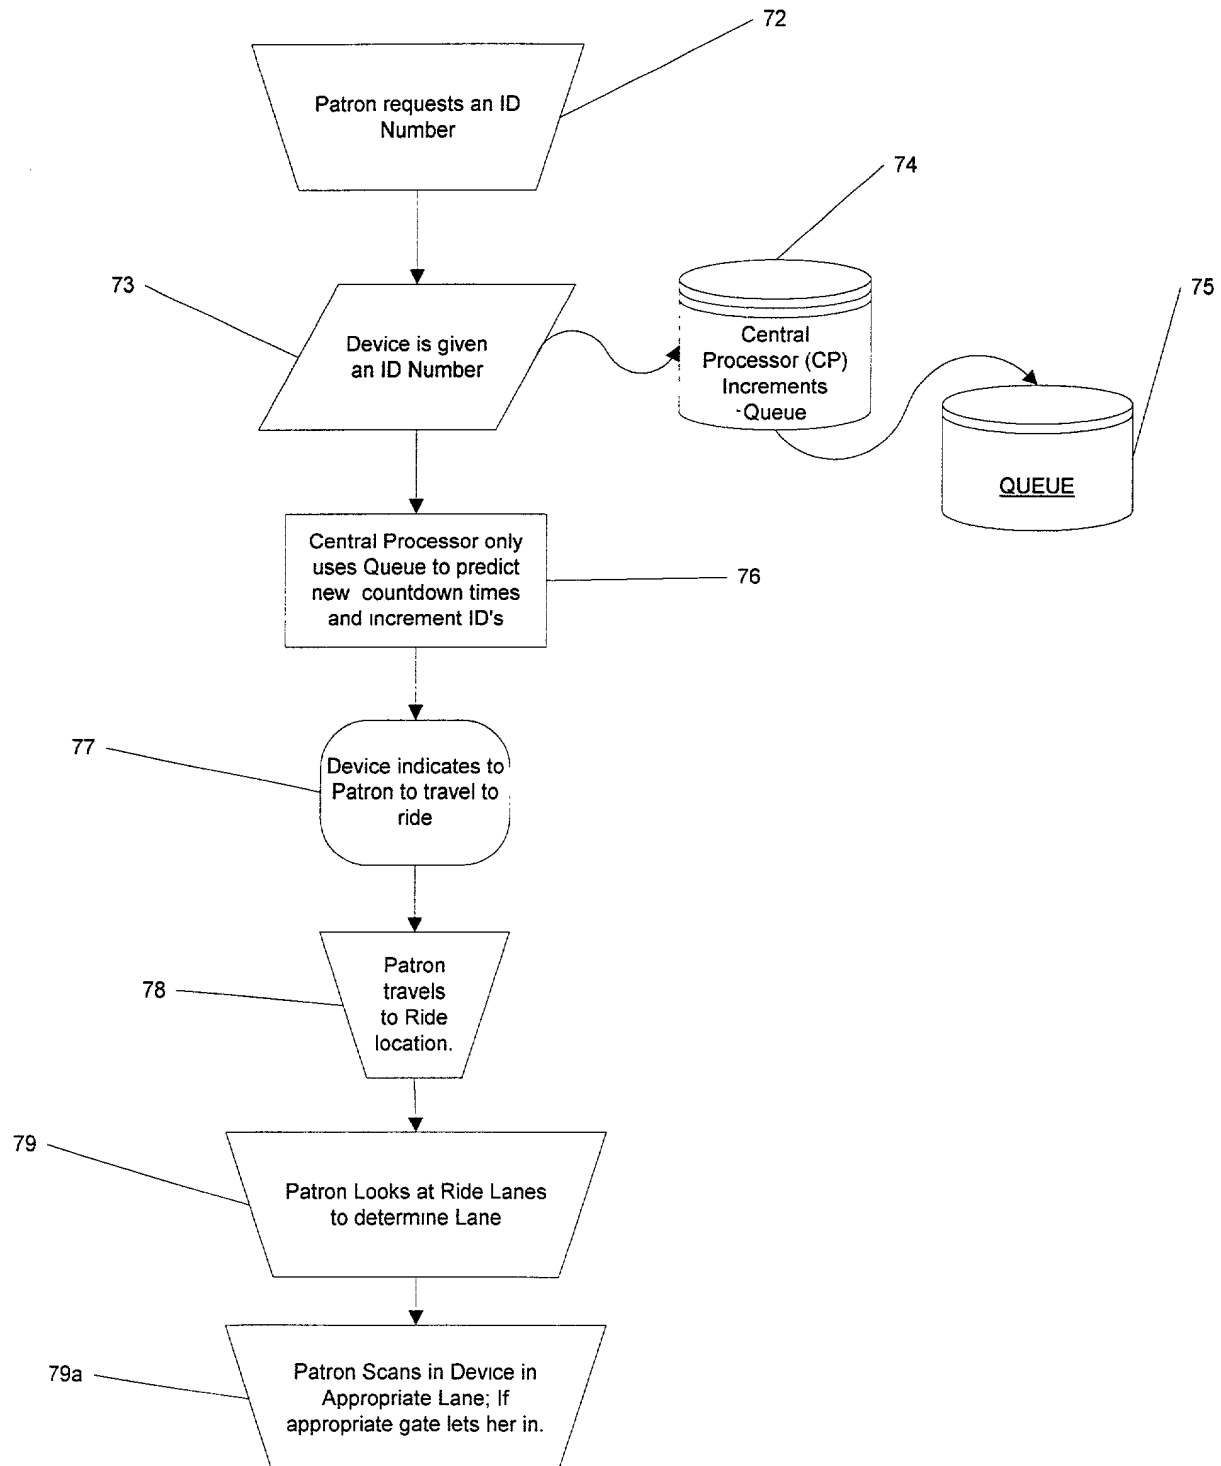 72
Patron requests an ID
Number
74
73
75
Device is given
an ID Number
Central
Processor (CP)
Increments
-Queue
QUEUE
Central Processor only
uses Queue to predict
new countdown times
and increment ID's
76
77
Device indicates to
Patron to travel to
ride
78
Patron
travels
to Ride
location.
79
Patron Looks at Ride Lanes
to determine Lane
79a
Patron Scans in Device in
Appropriate Lane; If
appropriate gate lets her in.